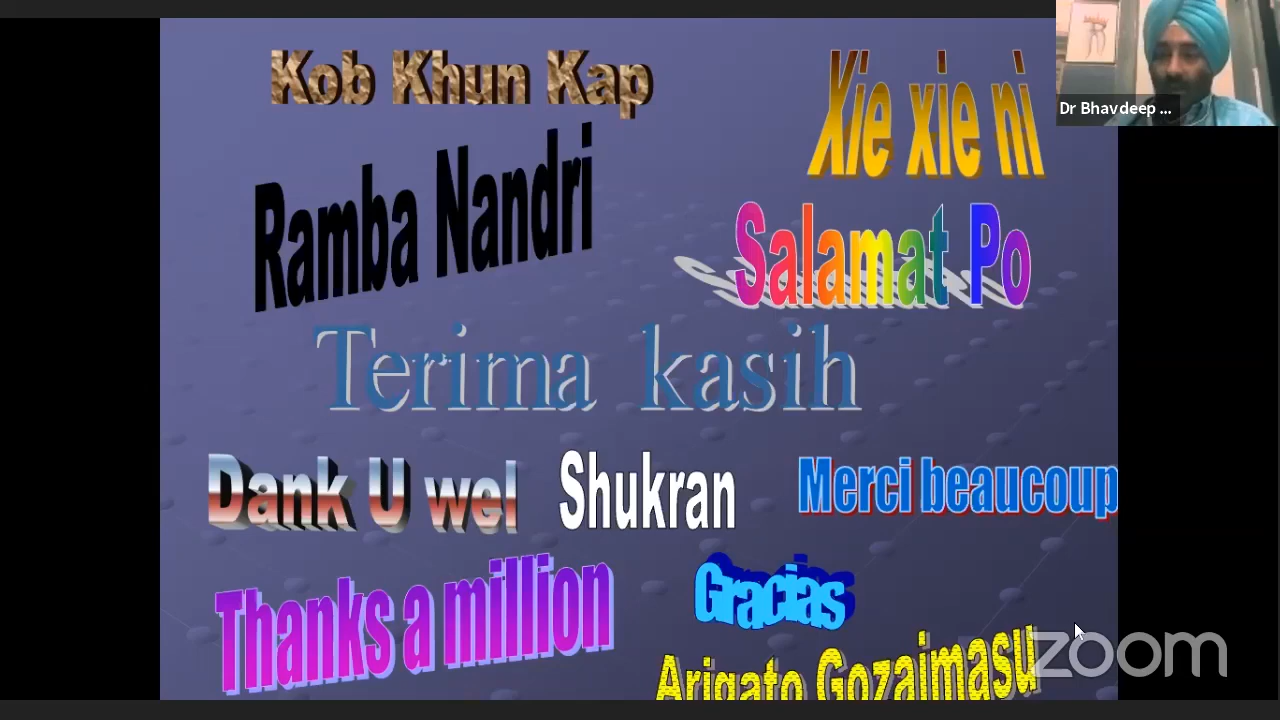 Kob Khun Kap
Xie xie ni
Dr Bhavdeep ...
Ramba Nandri
Salamat Po
Terima kasih
Dank U wel
Shukran
Merci beaucoup
Thanks a million
Gracias
Arigato Gozaimasu
zoom